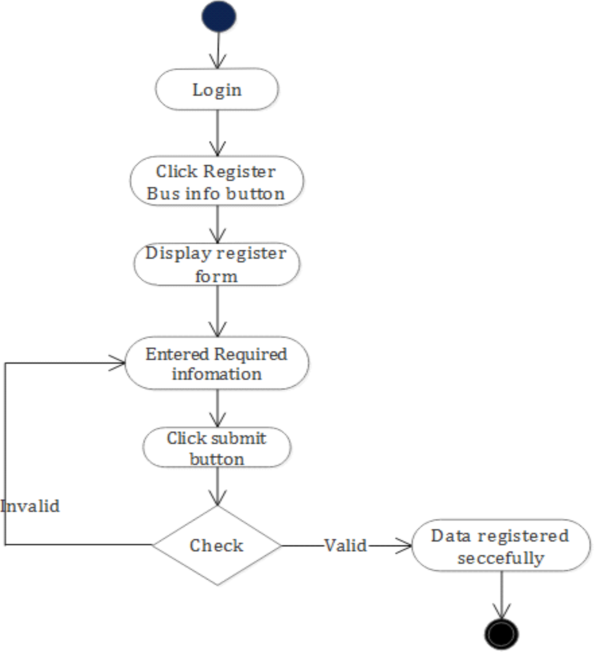 Login
Click Register
Bus info button
Display register
form
Entered Required
infomation
Click submit
button
Invalid
Check
Valid
Data registered
seccefully